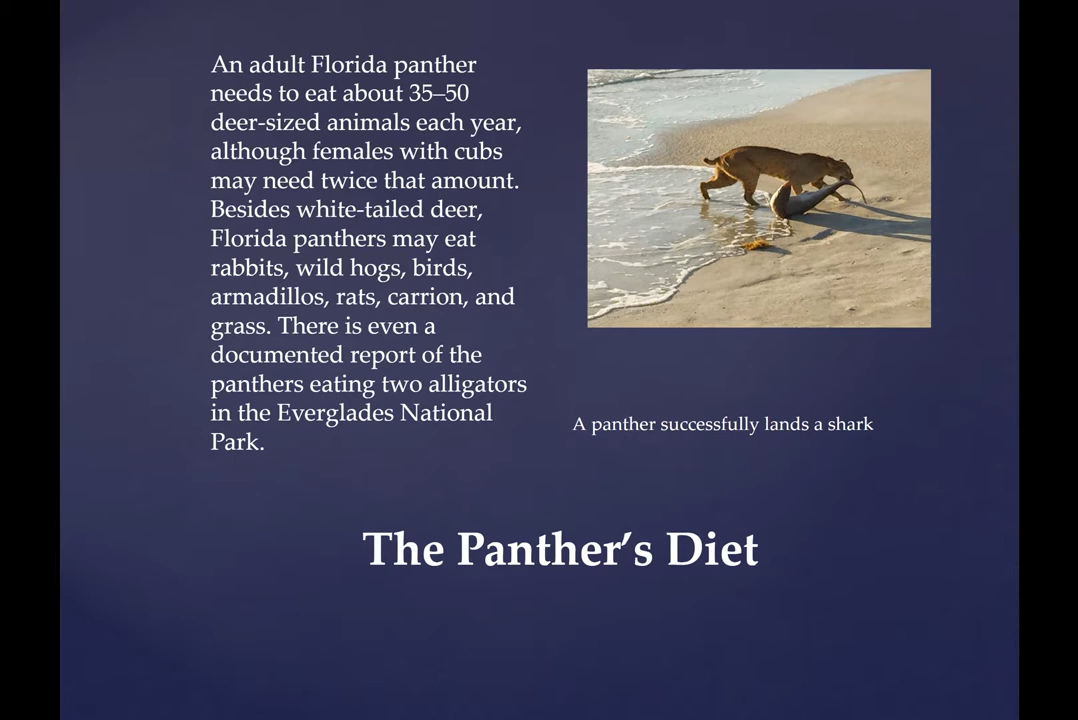 An adult Florida panther
needs to eat about 35–50
deer-sized animals each year,
although females with cubs
may need twice that amount.
Besides white-tailed deer,
Florida panthers may eat
rabbits, wild hogs, birds,
armadillos, rats, carrion, and
grass. There is even a
documented report of the
panthers eating two alligators
in the Everglades National
Park.
A panther successfully lands a shark
The Panther’s Diet